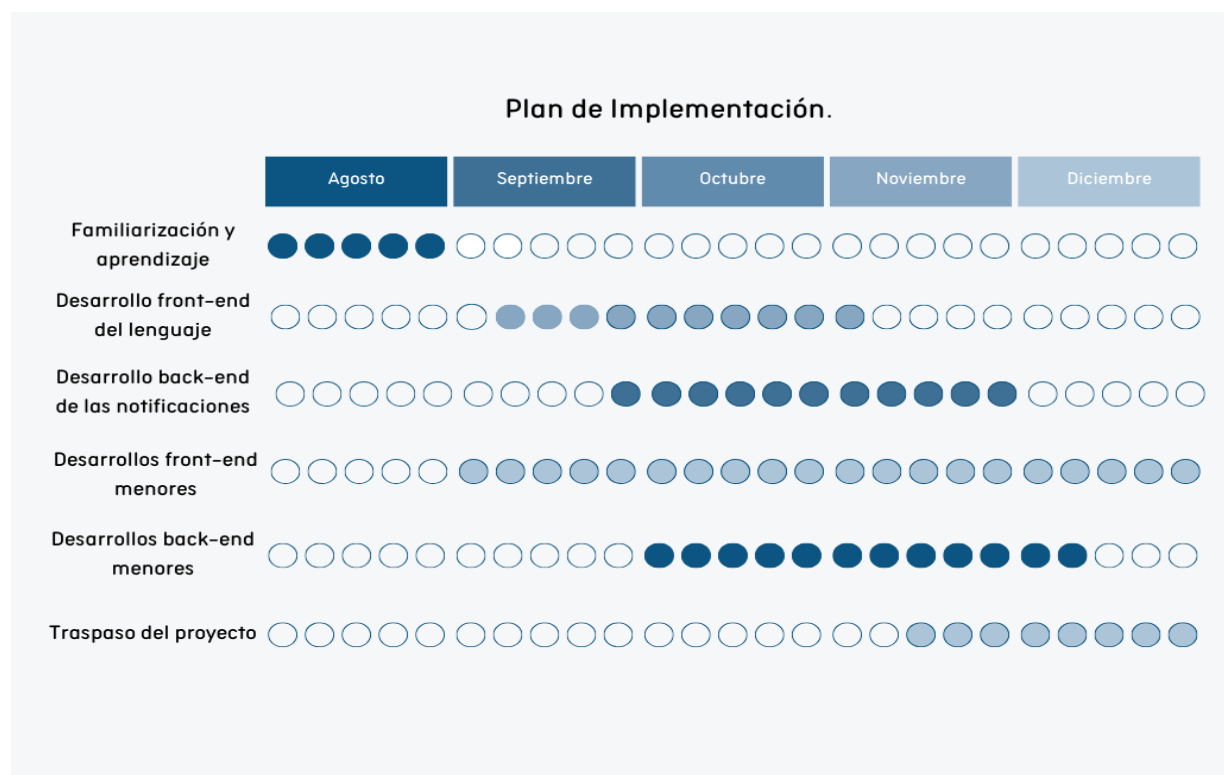 Plan de Implementación.
Agosto
Septiembre
Octubre
Noviembre
Diciembre
Familiarización y
aprendizaje
Desarrollo front-end
del lenguaje
Desarrollo back-end
de las notificaciones
Desarrollos front-end
menores
Desarrollos back-end
menores
Traspaso del proyecto